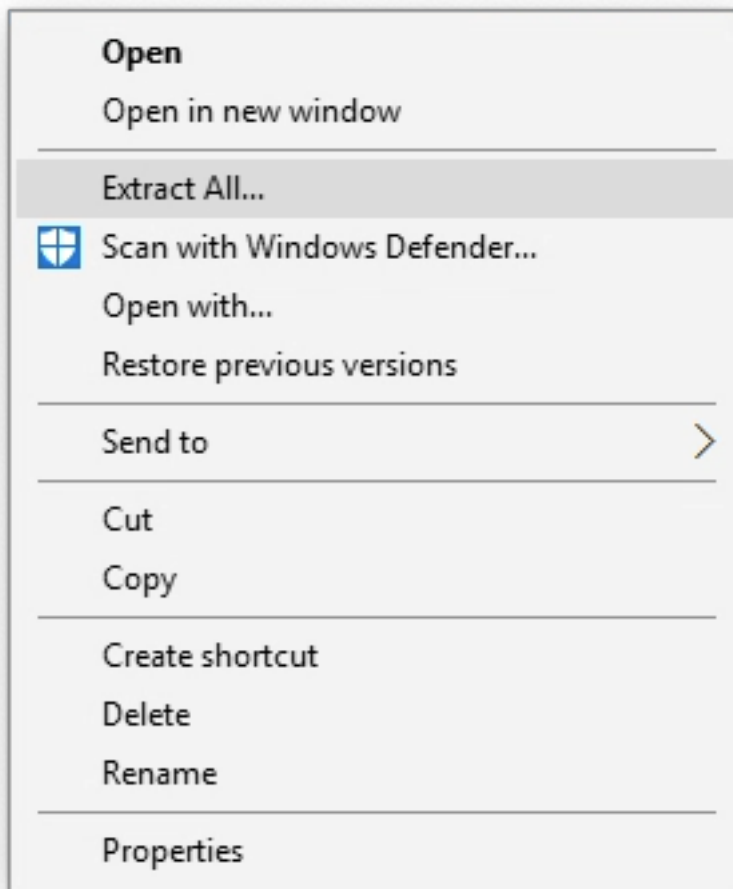 Open
Open in new window
Extract All...
Scan with Windows Defender...
Open with...
Restore previous versions
Send to
Cut
Copy
Create shortcut
Delete
Rename
Properties